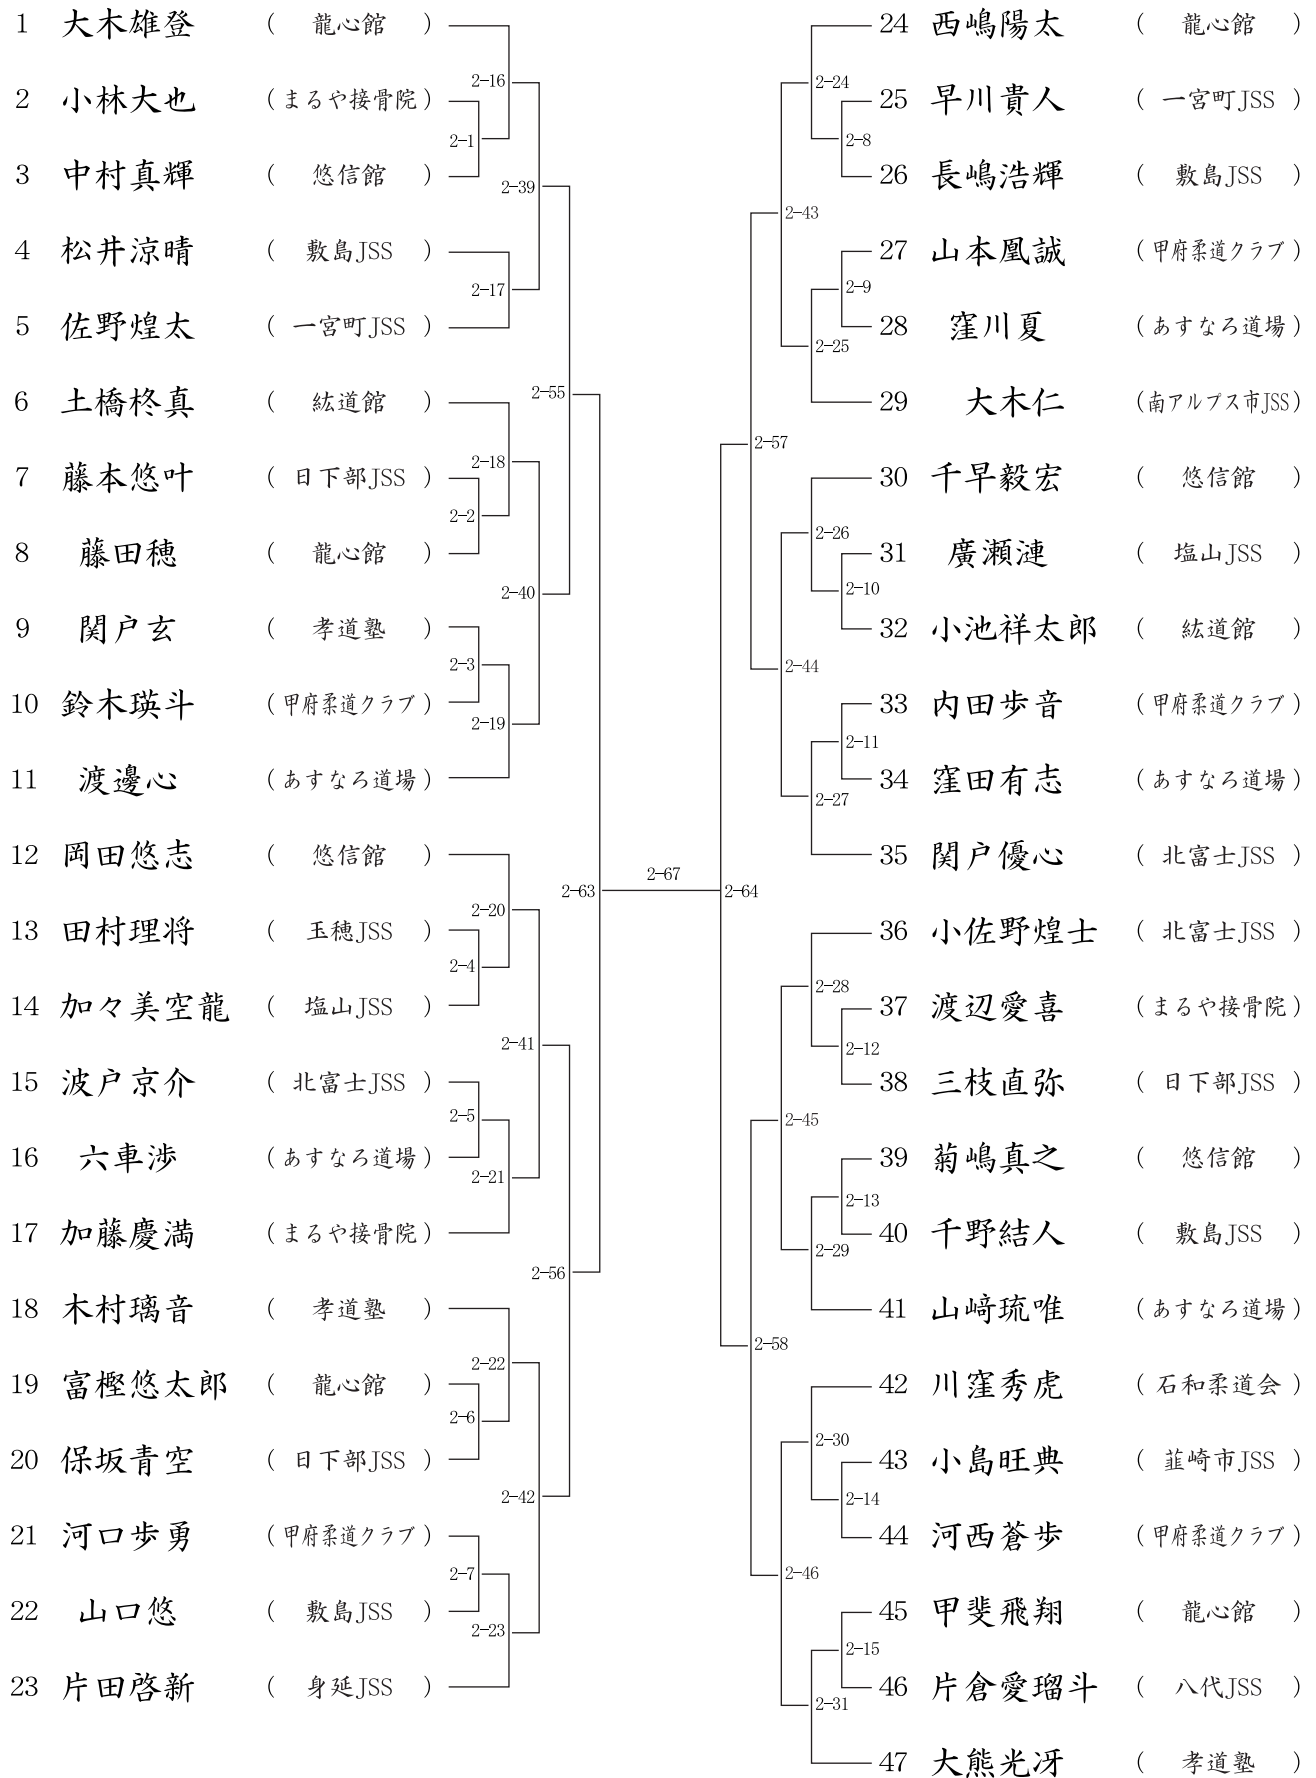 1 大木雄登 ( 龍心館 )
2 小林大也 ( まるや接骨院 )
3 中村真輝 ( 悠信館 )
4 松井涼晴 ( 敷島JSS )
5 佐野煌太 ( 一宮町JSS )
6 土橋柊真 ( 紘道館 )
7 藤本悠叶 ( 日下部JSS )
8 藤田穂 ( 龍心館 )
9 関戸玄 ( 孝道塾 )
10 鈴木瑛斗 ( 甲府柔道クラブ )
11 渡邊心 ( あすなろ道場 )
12 岡田悠志 ( 悠信館 )
13 田村理将 ( 玉穂JSS )
14 加々美空龍 ( 塩山JSS )
15 波戸京介 ( 北富士JSS )
16 六車渉 ( あすなろ道場 )
17 加藤慶満 ( まるや接骨院 )
18 木村璃音 ( 孝道塾 )
19 富樫悠太郎 ( 龍心館 )
20 保坂青空 ( 日下部JSS )
21 河口歩勇 ( 甲府柔道クラブ )
22 山口悠 ( 敷島JSS )
23 片田啓新 ( 身延JSS )
2-16
2-1
2-39
2-17
2-55
2-18
2-2
2-40
2-3
2-19
2-63
2-20
2-4
2-41
2-5
2-21
2-56
2-22
2-6
2-42
2-7
2-23
2-67
2-64
2-24
2-8
2-43
2-9
2-25
2-57
2-26
2-10
2-44
2-11
2-27
2-28
2-12
2-45
2-13
2-29
2-58
2-30
2-14
2-46
2-15
2-31
24 西嶋陽太 ( 龍心館 )
25 早川貴人 ( 一宮町JSS )
26 長嶋浩輝 ( 敷島JSS )
27 山本凰誠 ( 甲府柔道クラブ )
28 窪川夏 ( あすなろ道場 )
29 大木仁 ( 南アルプス市JSS )
30 千早毅宏 ( 悠信館 )
31 廣瀬漣 ( 塩山JSS )
32 小池祥太郎 ( 紘道館 )
33 内田歩音 ( 甲府柔道クラブ )
34 窪田有志 ( あすなろ道場 )
35 関戸優心 ( 北富士JSS )
36 小佐野煌士 ( 北富士JSS )
37 渡辺愛喜 ( まるや接骨院 )
38 三枝直弥 ( 日下部JSS )
39 菊嶋真之 ( 悠信館 )
40 千野結人 ( 敷島JSS )
41 山﨑琉唯 ( あすなろ道場 )
42 川窪秀虎 ( 石和柔道会 )
43 小島旺典 ( 韮崎市JSS )
44 河西蒼歩 ( 甲府柔道クラブ )
45 甲斐飛翔 ( 龍心館 )
46 片倉愛瑠斗 ( 八代JSS )
47 大熊光冴 ( 孝道塾 )